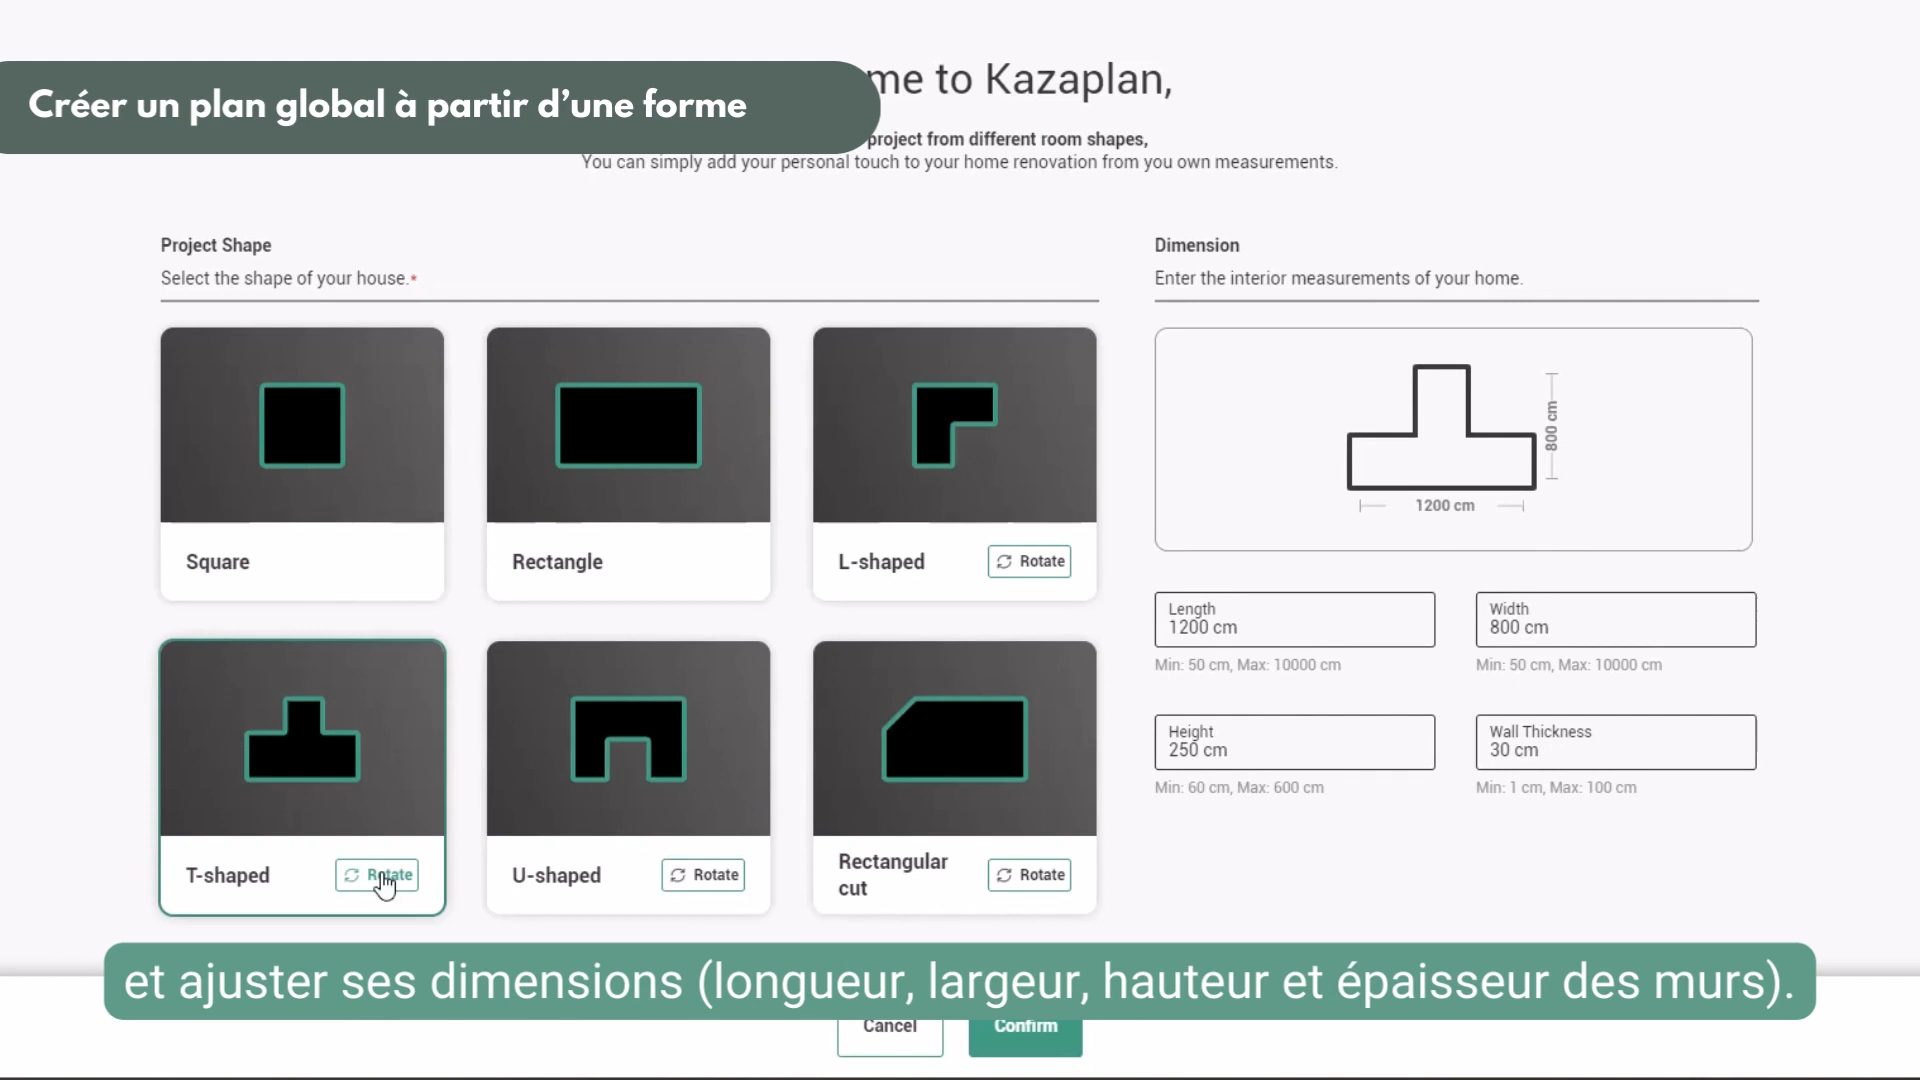 Créer un plan global à partir d’une forme
me to Kazaplan,
project from different room shapes,
You can simply add your personal touch to your home renovation from you own measurements.
Project Shape
Select the shape of your house.*
Square
Rectangle
L-shaped
Rotate
T-shaped
Rotate
U-shaped
Rotate
Rectangular
cut
Rotate
Dimension
Enter the interior measurements of your home.
800 cm
1200 cm
Length
1200 cm
Min: 50 cm, Max: 10000 cm
Width
800 cm
Min: 50 cm, Max: 10000 cm
Height
250 cm
Min: 60 cm, Max: 600 cm
Wall Thickness
30 cm
Min: 1 cm, Max: 100 cm
et ajuster ses dimensions (longueur, largeur, hauteur et épaisseur des murs).
Cancel
Confirm